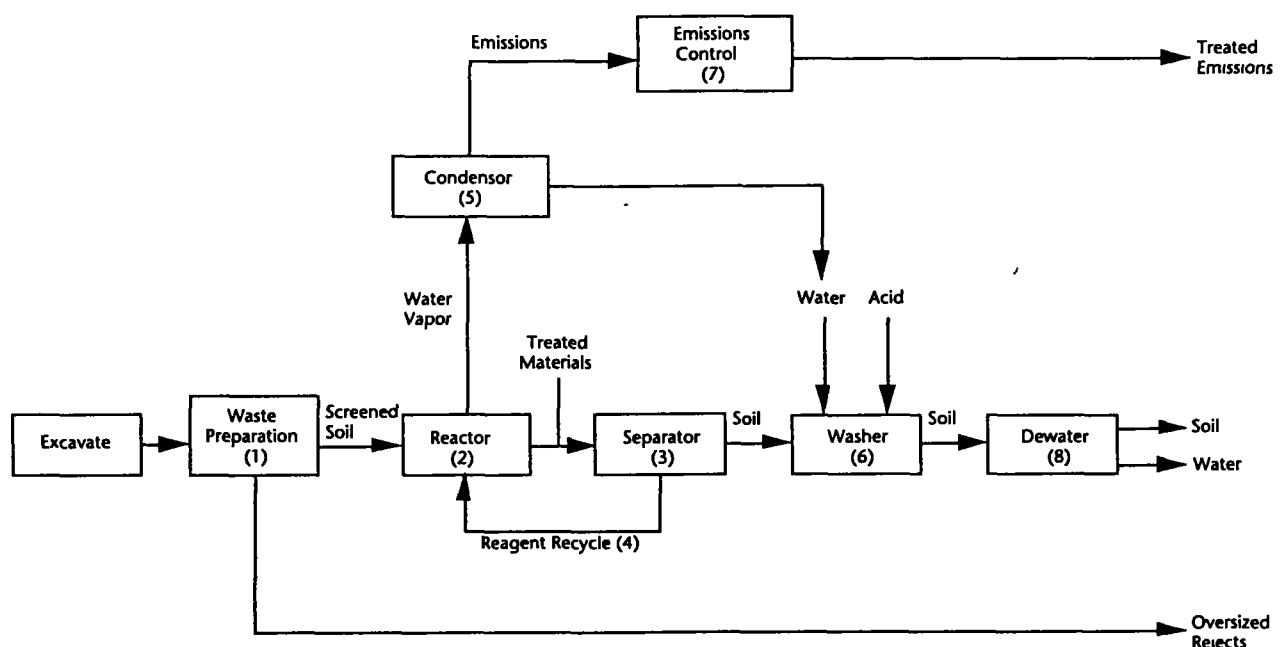 Emissions
Emissions
Control
(7)
Treated
Emissions
Condensor
(5)
Water
Vapor
Water
Acid
Treated
Materials
Excavate
Waste
Preparation
(1)
Screened
Soil
Reactor
(2)
Separator
(3)
Soil
Washer
(6)
Soil
Dewater
(8)
Soil
Water
Reagent Recycle (4)
Oversized
Rejects